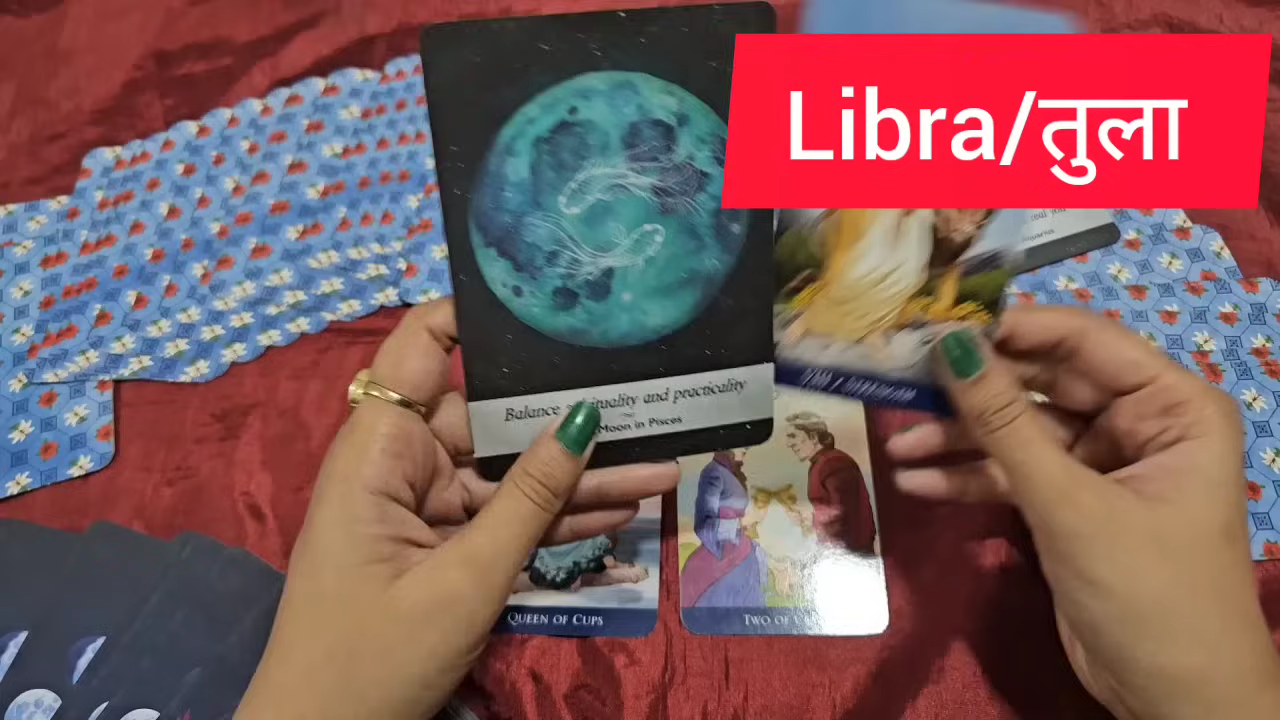 Libra/तुला
Balance and practicality
Moon in Pisces
QUEEN OF CUPS
TWO OF